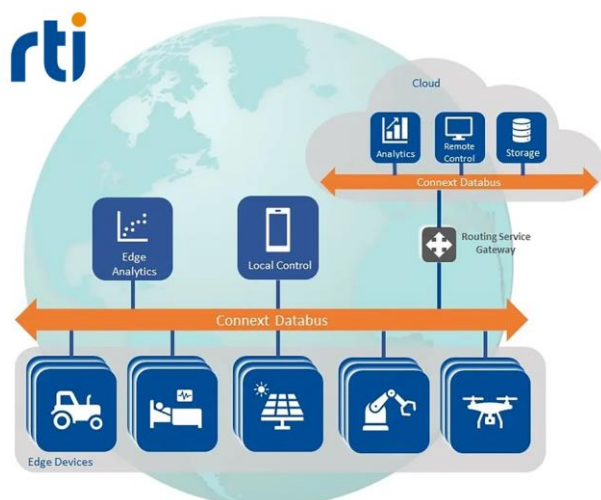 rti
Cloud
Analytics
Remote
Control
Storage
Connext Databus
Routing Service
Gateway
Edge
Analytics
Local Control
Connext Databus
Edge Devices